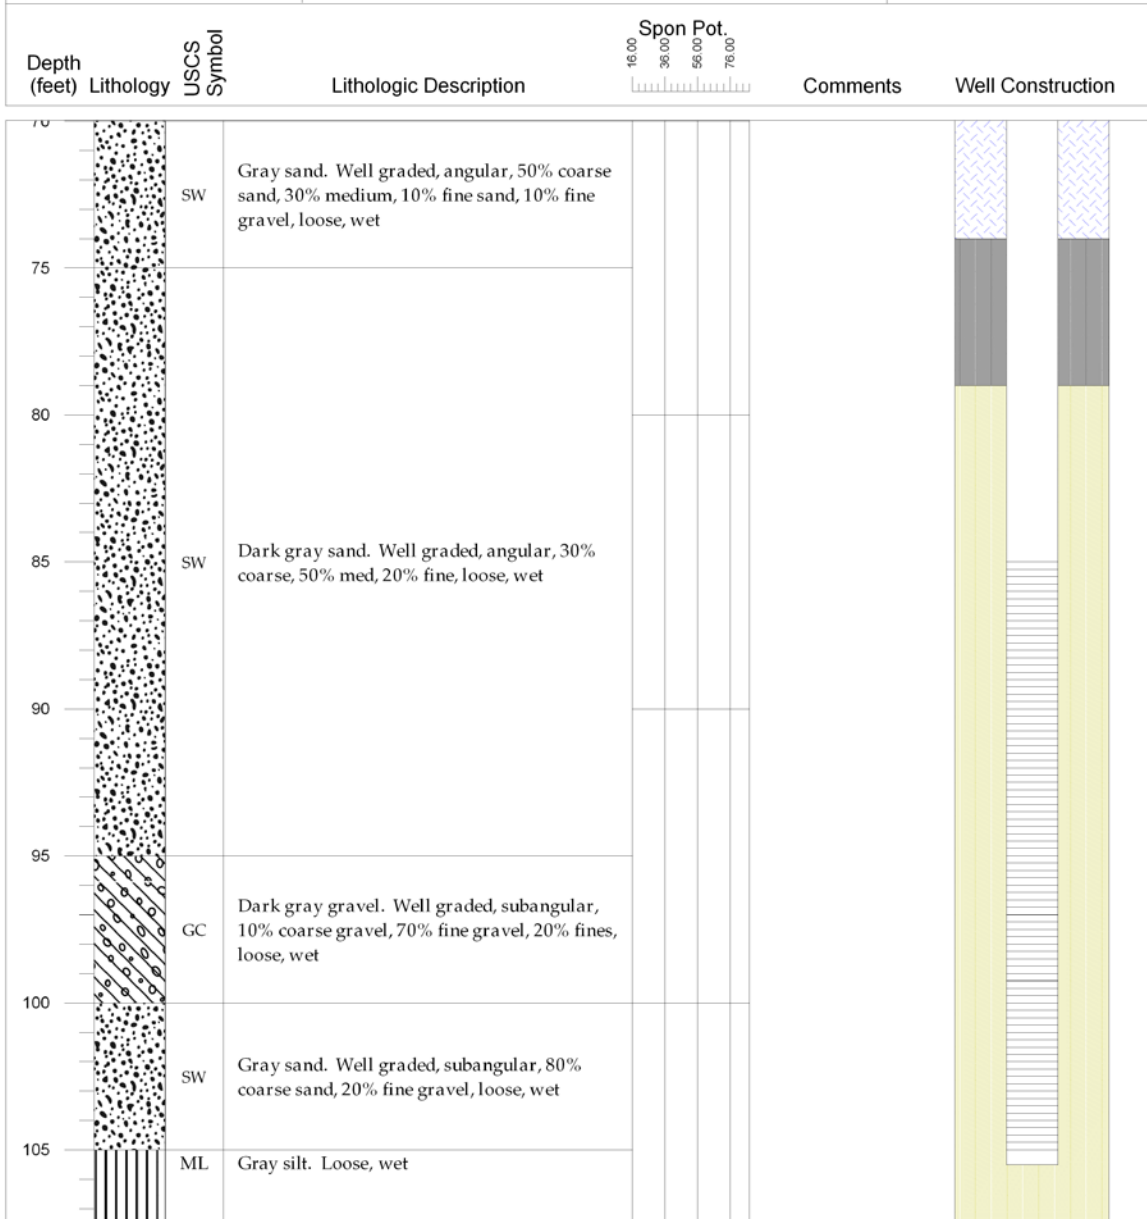 Spon Pot.
16.00 36.00 56.00 76.00
Depth
(feet) Lithology USCS Symbol Lithologic Description Comments Well Construction
70
Gray sand. Well graded, angular, 50% coarse
SW sand, 30% medium, 10% fine sand, 10% fine
gravel, loose, wet
75
80
Dark gray sand. Well graded, angular, 30%
85 SW coarse, 50% med, 20% fine, loose, wet
90
95
Dark gray gravel. Well graded, subangular,
GC 10% coarse gravel, 70% fine gravel, 20% fines,
loose, wet
100
Gray sand. Well graded, subangular, 80%
SW coarse sand, 20% fine gravel, loose, wet
105
ML Gray silt. Loose, wet